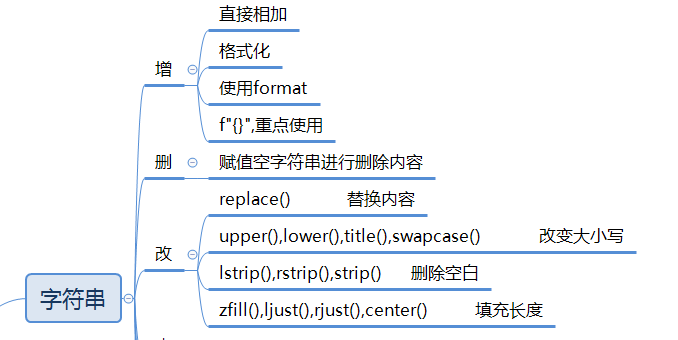 直接相加
格式化
增
使用format
f"{}",重点使用
删
赋值空字符串进行删除内容
replace() 替换内容
upper(),lower(),title(),swapcase() 改变大小写
改
lstrip(),rstrip(),strip() 删除空白
字符串
zfill(),ljust(),rjust(),center() 填充长度